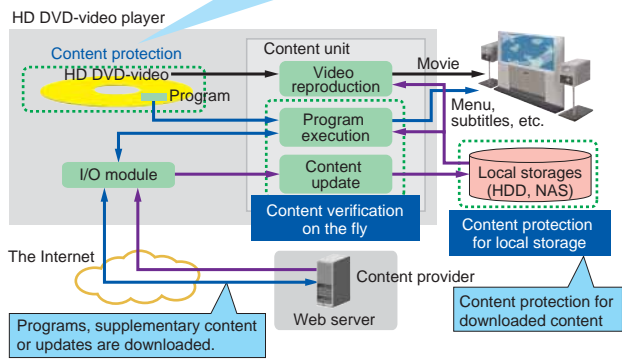 HD DVD-video player
Content protection
HD DVD-video
Program
Content unit
Video
reproduction
Movie
Program
execution
Menu,
subtitles, etc.
I/O module
Content
update
Local storages
(HDD, NAS)
Content verification
on the fly
Content protection
for local storage
The Internet
Content provider
Web server
Programs, supplementary content
or updates are downloaded.
Content protection for
downloaded content